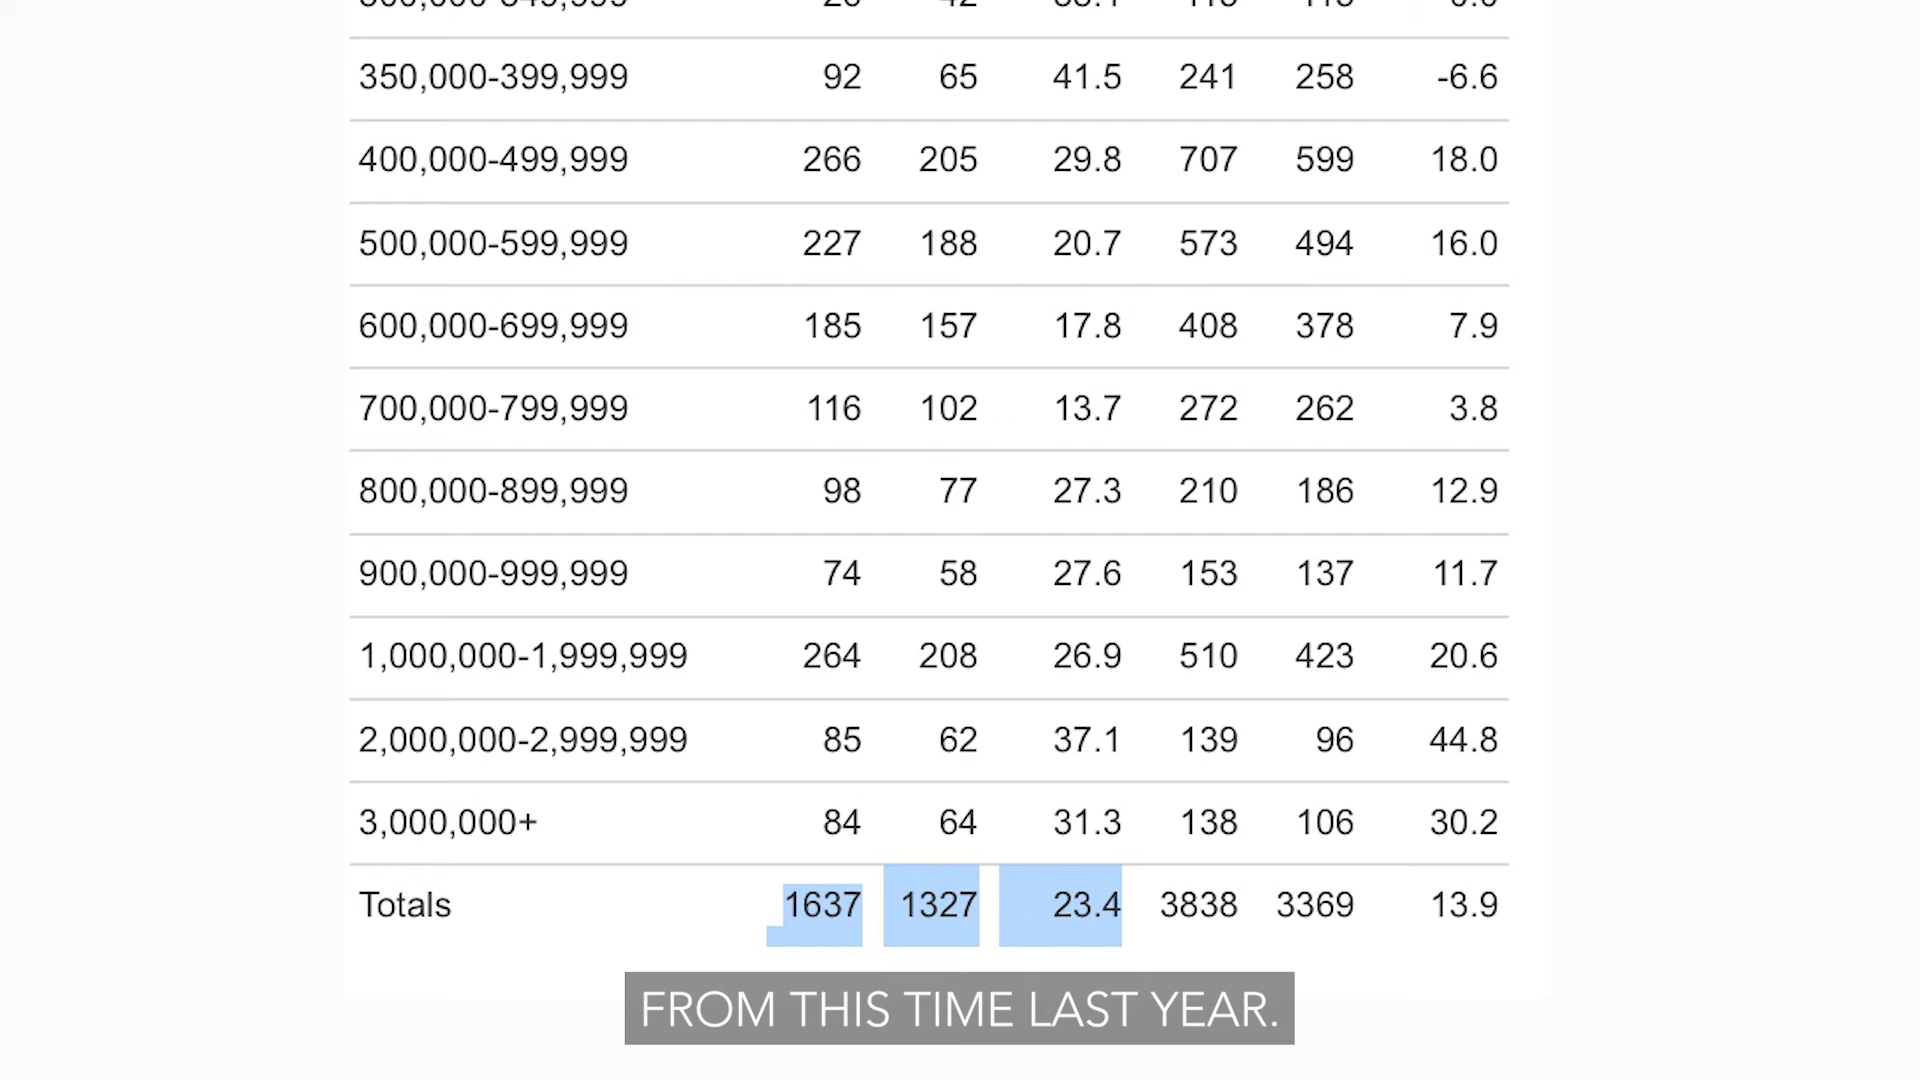 350,000-399,999 92 65 41.5 241 258 -6.6
400,000-499,999 266 205 29.8 707 599 18.0
500,000-599,999 227 188 20.7 573 494 16.0
600,000-699,999 185 157 17.8 408 378 7.9
700,000-799,999 116 102 13.7 272 262 3.8
800,000-899,999 98 77 27.3 210 186 12.9
900,000-999,999 74 58 27.6 153 137 11.7
1,000,000-1,999,999 264 208 26.9 510 423 20.6
2,000,000-2,999,999 85 62 37.1 139 96 44.8
3,000,000+ 84 64 31.3 138 106 30.2
Totals 1637 1327 23.4 3838 3369 13.9
FROM THIS TIME LAST YEAR.